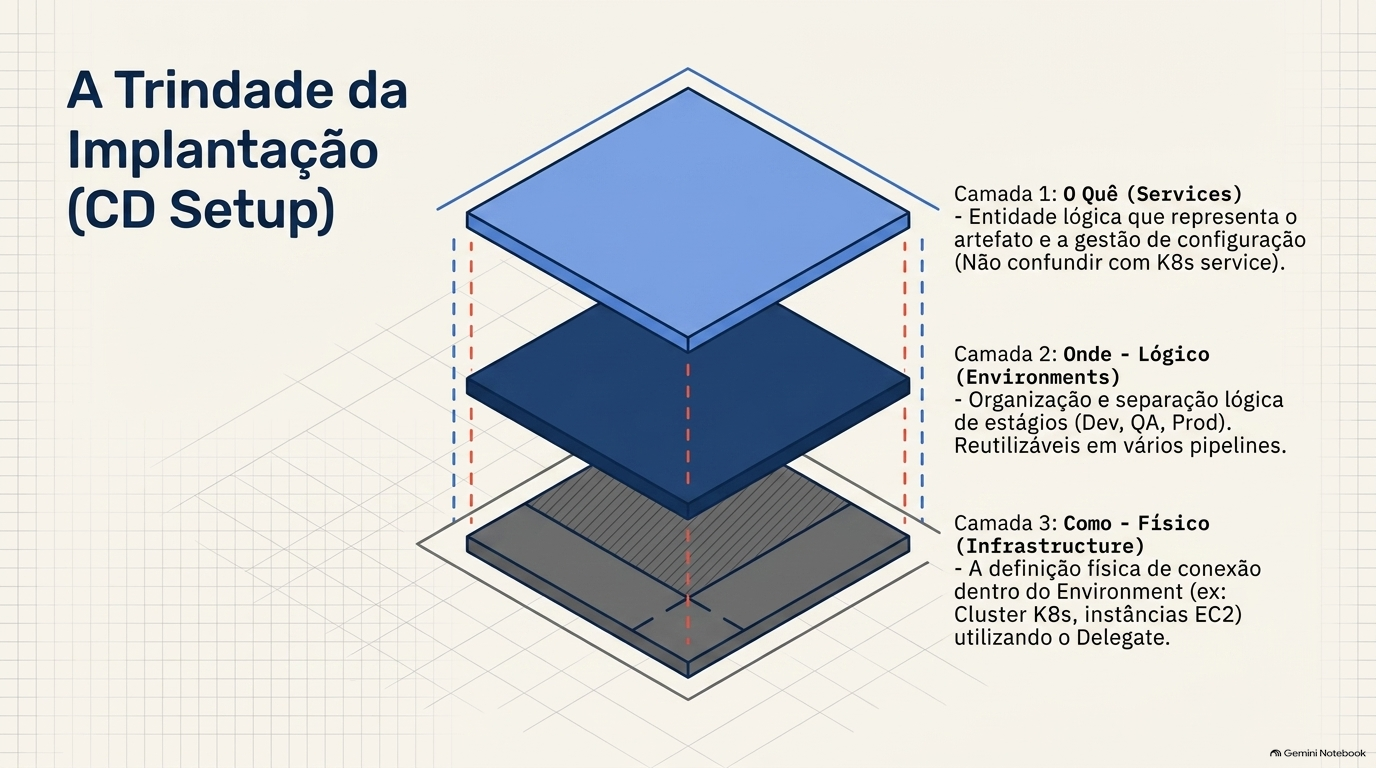 A Trindade da
Implantação
(CD Setup)
Camada 1: O Quê (Services)
- Entidade lógica que representa o
artefato e a gestão de configuração
(Não confundir com K8s service).
Camada 2: Onde - Lógico
(Environments)
- Organização e separação lógica
de estágios (Dev, QA, Prod).
Reutilizáveis em vários pipelines.
Camada 3: Como - Físico
(Infrastructure)
- A definição física de conexão
dentro do Environment (ex:
Cluster K8s, instâncias EC2)
utilizando o Delegate.
Gemini Notebook